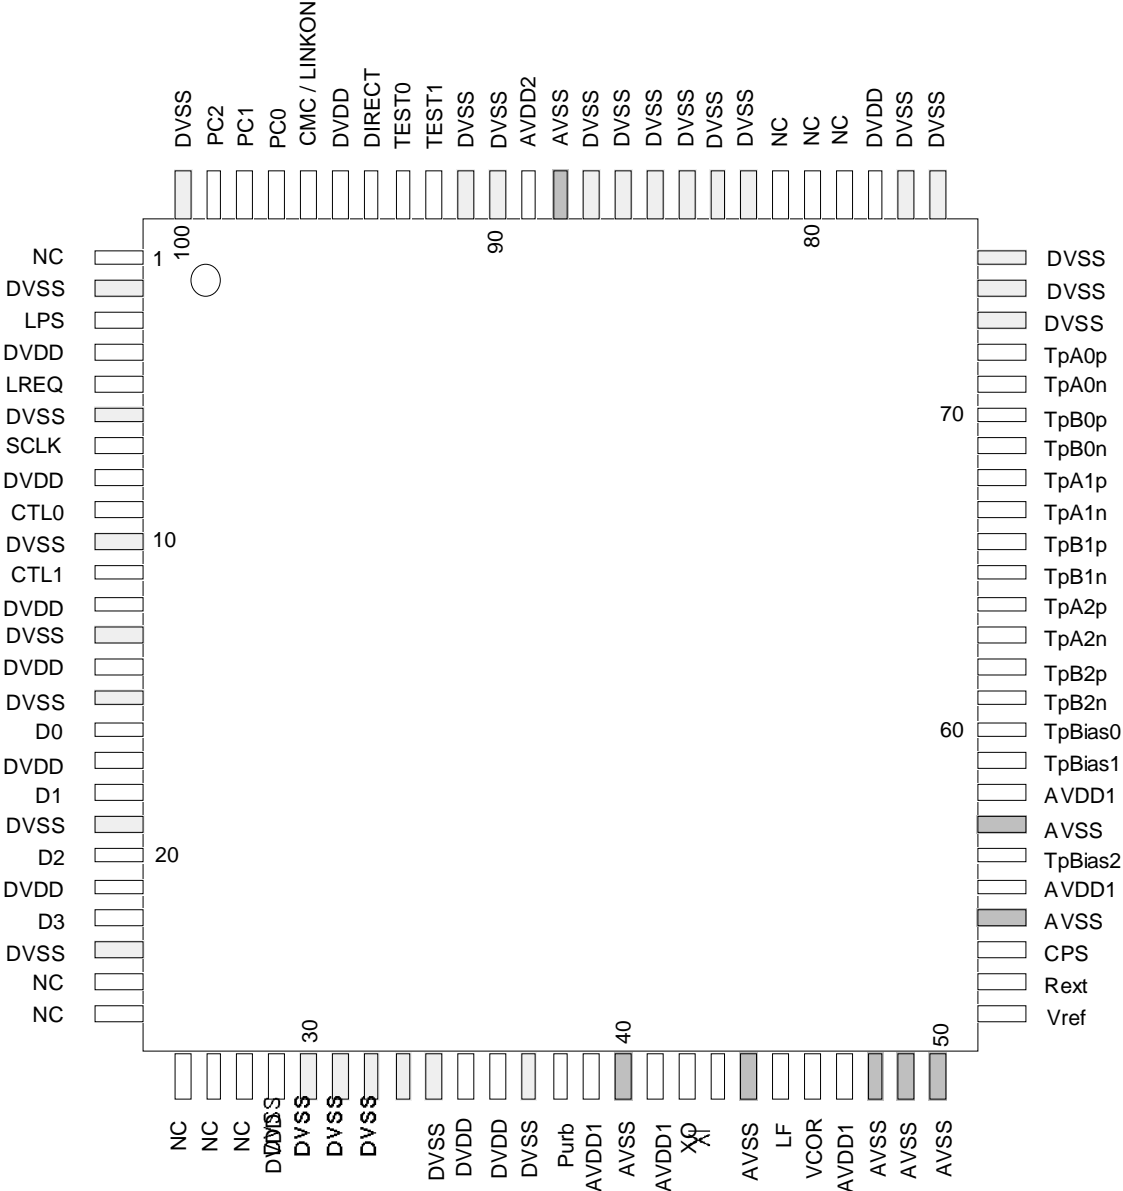 DVSS
PC2
PC1
PC0
CMC / LINKON
DVDD
DIRECT
TEST0
TEST1
DVSS
DVSS
AVDD2
AVSS
DVSS
DVSS
DVSS
DVSS
DVSS
DVSS
NC
NC
NC
DVDD
DVSS
DVSS
100
90
80
NC
1
DVSS
LPS
DVDD
LREQ
DVSS
SCLK
DVDD
CTL0
DVSS
10
CTL1
DVDD
DVSS
DVDD
DVSS
D0
DVDD
D1
DVSS
D2
20
DVDD
D3
DVSS
NC
NC
DVSS
DVSS
DVSS
TpA0p
TpA0n
70
TpB0p
TpB0n
TpA1p
TpA1n
TpB1p
TpB1n
TpA2p
TpA2n
TpB2p
TpB2n
60
TpBias0
TpBias1
AVDD1
AVSS
TpBias2
AVDD1
AVSS
CPS
Rext
Vref
30
40
50
NC
NC
NC
DVDD
DVSS
DVSS
DVSS
DVSS
DVSS
DVDD
DVDD
DVSS
Purb
AVDD1
AVSS
AVDD1
XO
XI
AVSS
LF
VCOR
AVDD1
AVSS
AVSS
AVSS